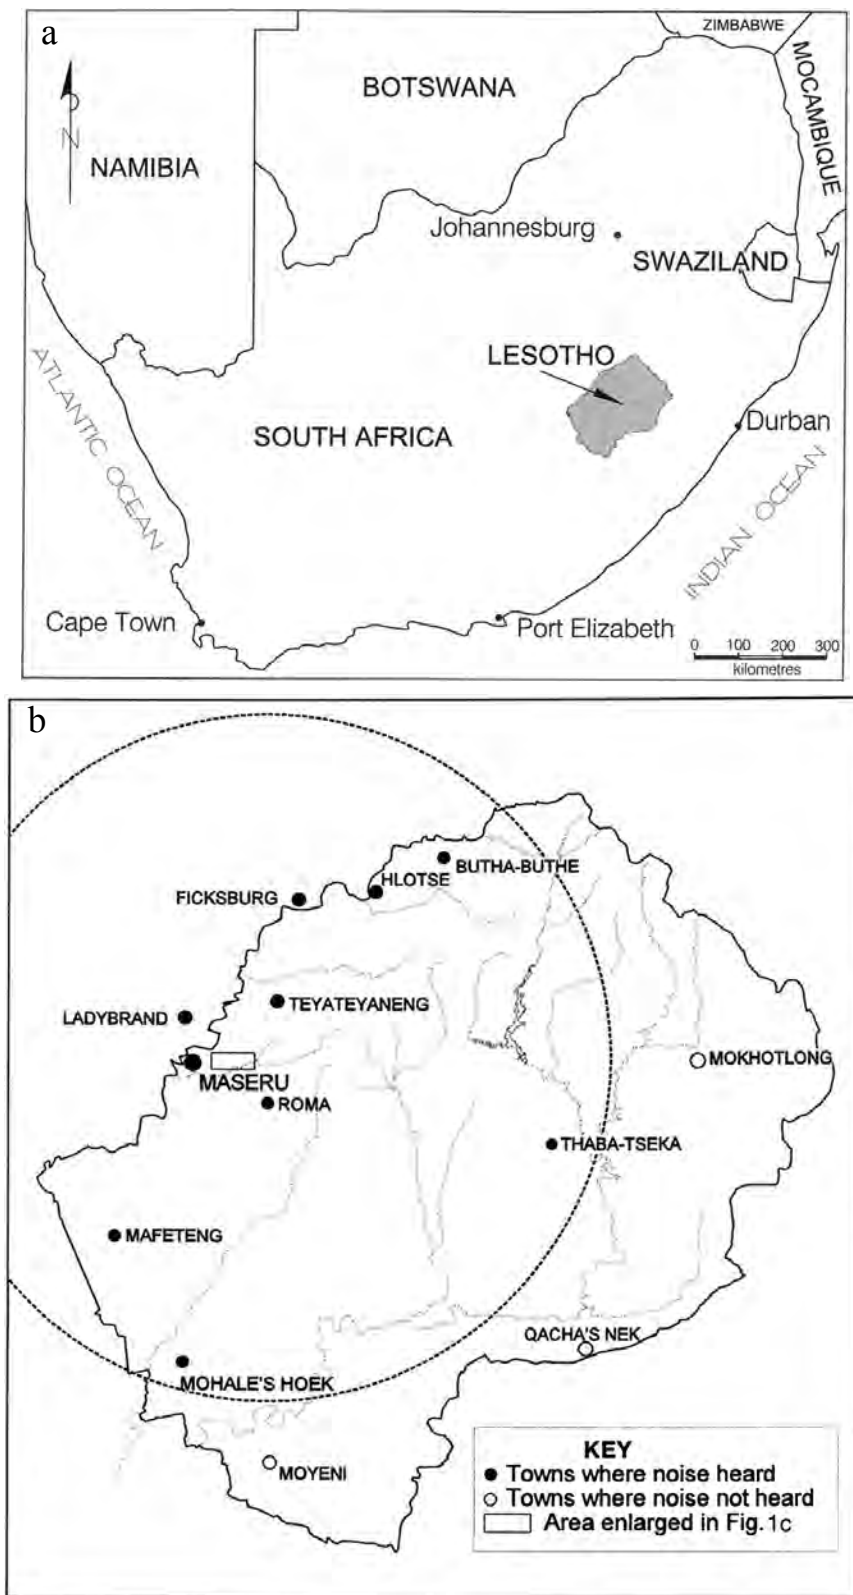 a
ZIMBABWE
BOTSWANA
MOCAMBIQUE
N
NAMIBIA
Johannesburg
SWAZILAND
LESOTHO
ATLANTIC OCEAN
SOUTH AFRICA
Durban
INDIAN OCEAN
Cape Town
Port Elizabeth
0 100 200 300
kilometres
b
BUTHA-BUTHE
HLOTSE
FICKSBURG
TEYATEYANENG
LADYBRAND
MOKHOTLONG
MASERU
ROMA
THABA-TSEKA
MAFETENG
QACHA'S NEK
MOHALE'S HOEK
MOYENI
KEY
Towns where noise heard
Towns where noise not heard
Area enlarged in Fig.1c